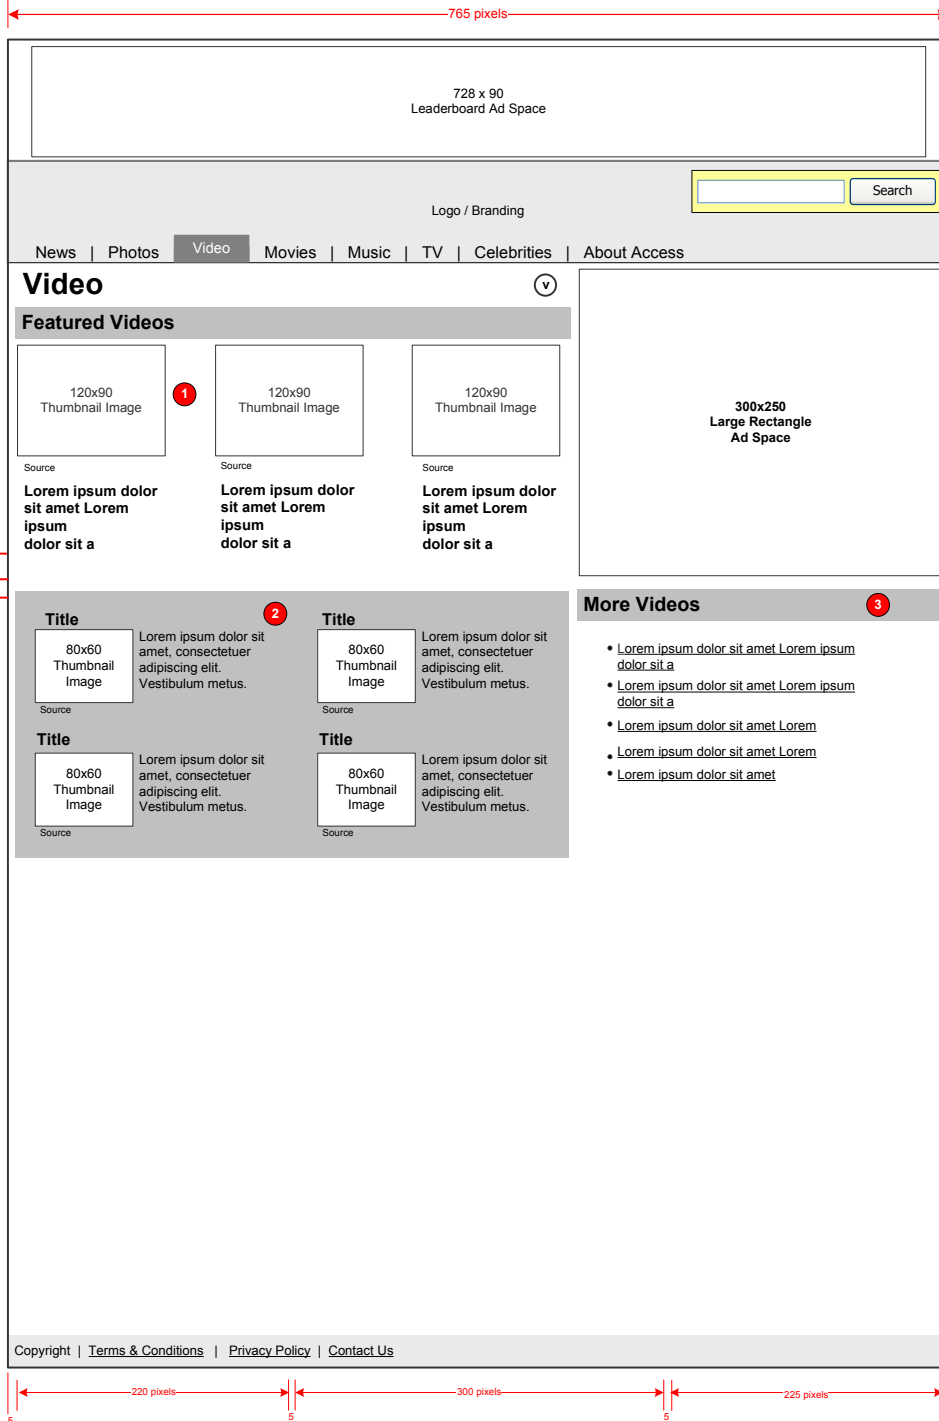 765 pixels
728 x 90
Leaderboard Ad Space
Search
Logo / Branding
News | Photos Video Movies | Music | TV | Celebrities | About Access
Video
v
Featured Videos
120x90
Thumbnail Image
1
120x90
Thumbnail Image
120x90
Thumbnail Image
Source
Source
Source
Lorem ipsum dolor
sit amet Lorem
ipsum
dolor sit a
Lorem ipsum dolor
sit amet Lorem
ipsum
dolor sit a
Lorem ipsum dolor
sit amet Lorem
ipsum
dolor sit a
300x250
Large Rectangle
Ad Space
2
Title
80x60
Thumbnail
Image
Lorem ipsum dolor sit
amet, consectetuer
adipiscing elit.
Vestibulum metus.
Source
Title
80x60
Thumbnail
Image
Lorem ipsum dolor sit
amet, consectetuer
adipiscing elit.
Vestibulum metus.
Source
Title
80x60
Thumbnail
Image
Lorem ipsum dolor sit
amet, consectetuer
adipiscing elit.
Vestibulum metus.
Source
Title
80x60
Thumbnail
Image
Lorem ipsum dolor sit
amet, consectetuer
adipiscing elit.
Vestibulum metus.
Source
More Videos
3
• Lorem ipsum dolor sit amet Lorem ipsum
dolor sit a
• Lorem ipsum dolor sit amet Lorem ipsum
dolor sit a
• Lorem ipsum dolor sit amet Lorem
• Lorem ipsum dolor sit amet Lorem
• Lorem ipsum dolor sit amet
Copyright | Terms & Conditions | Privacy Policy | Contact Us
220 pixels
300 pixels
225 pixels
5
5
5